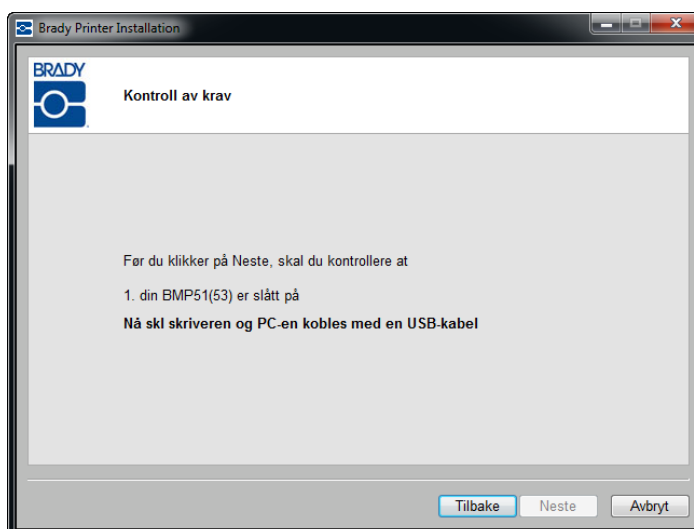 Brady Printer Installation
BRADY
Kontroll av krav
Før du klikker på Neste, skal du kontrollere at
1. din BMP51(53) er slått på
Nå skl skriveren og PC-en kobles med en USB-kabel
Tilbake Neste Avbryt